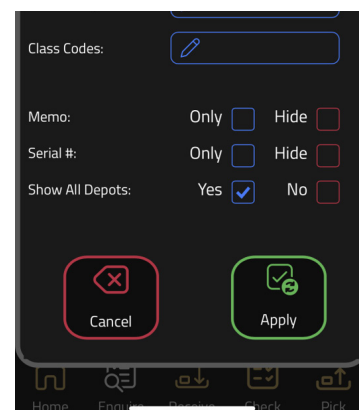 Class Codes:
Memo: Only Hide
Serial #: Only Hide
Show All Depots: Yes No
Cancel Apply
Home Enquire Receive Check Pick